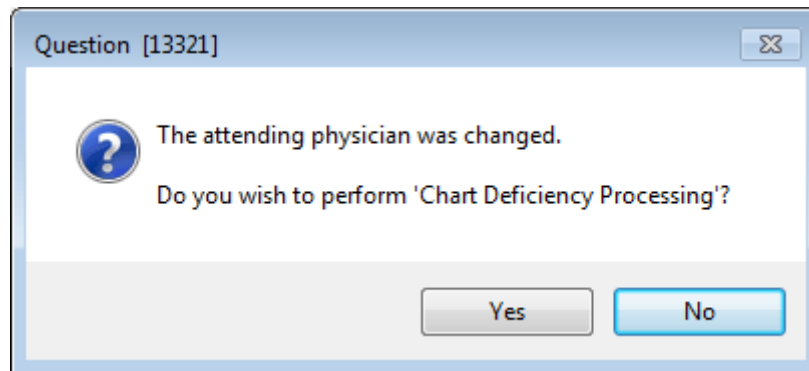 Question [13321]
The attending physician was changed.
Do you wish to perform 'Chart Deficiency Processing'?
Yes
No